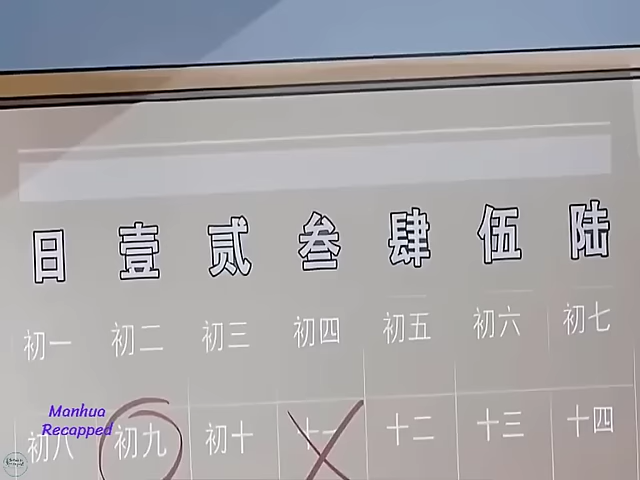 日 壹 贰 叁 肆 伍 陆
初一 初二 初三 初四 初五 初六 初七
Manhua
Recapped
初八 初九 初十 十一 十二 十三 十四